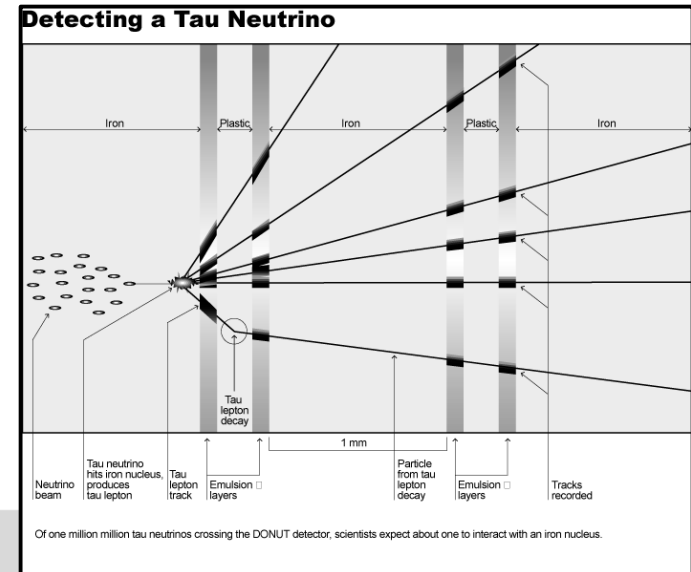 Detecting a Tau Neutrino
Iron
Plastic
Iron
Plastic
Iron
Tau
lepton
decay
1 mm
Neutrino
beam
Tau neutrino
hits iron nucleus,
produces
tau lepton
Tau
lepton
track
Emulsion □
layers
Particle
from tau
lepton
decay
Emulsion □
layers
Tracks
recorded
Of one million million tau neutrinos crossing the DONUT detector, scientists expect about one to interact with an iron nucleus.